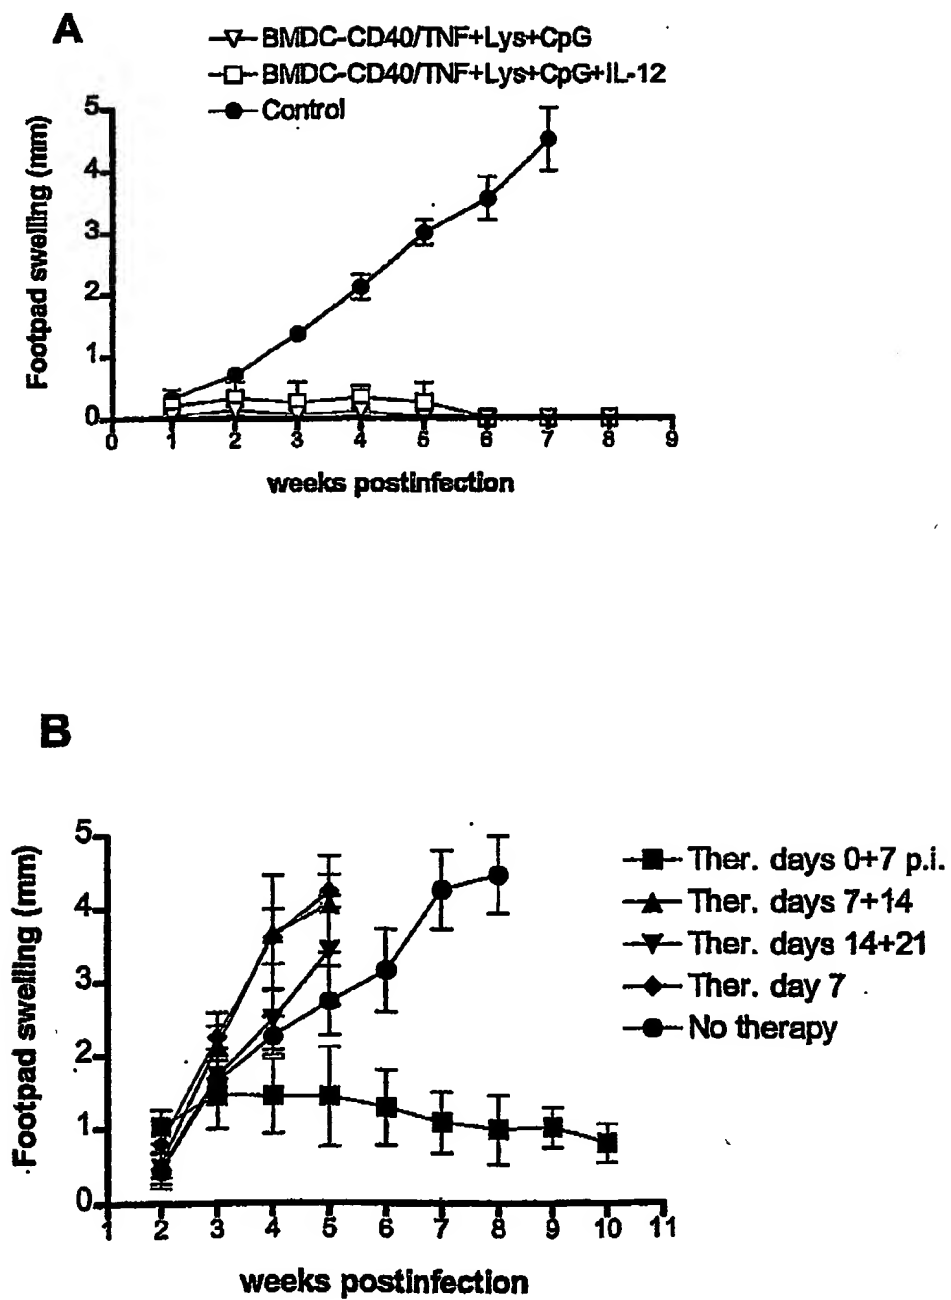 A
BMDC-CD40/TNF+Lys+CpG
BMDC-CD40/TNF+Lys+CpG+IL-12
Control
Footpad swelling (mm)
5
4
3
2
1
0
0 1 2 3 4 5 6 7 8 9
weeks postinfection
B
Footpad swelling (mm)
5
4
3
2
1
0
1 2 3 4 5 6 7 8 9 10 11
weeks postinfection
Ther. days 0+7 p.i.
Ther. days 7+14
Ther. days 14+21
Ther. day 7
No therapy